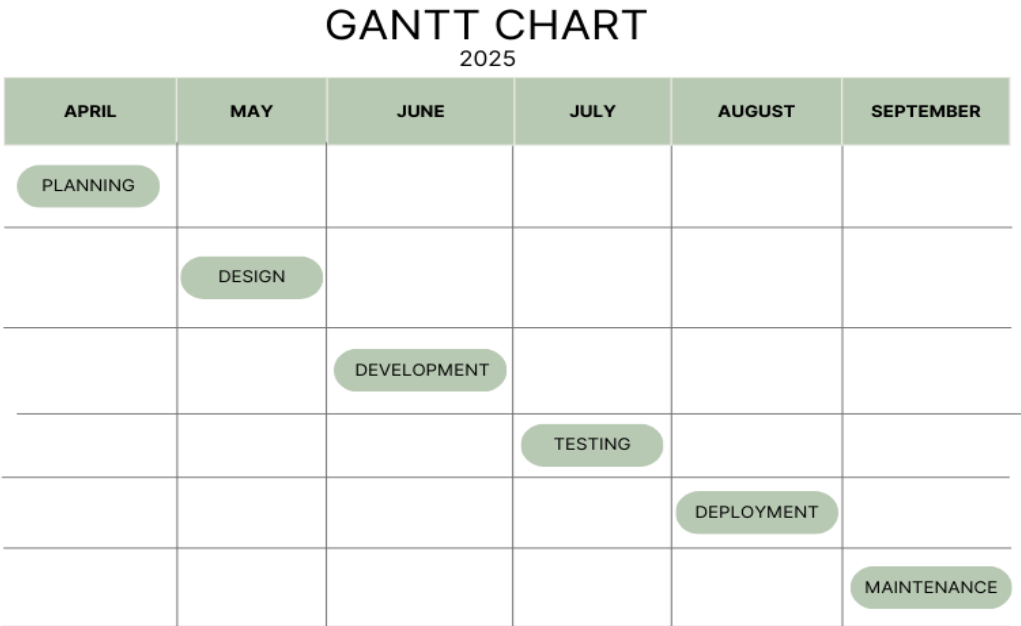 GANTT CHART
2025
APRIL MAY JUNE JULY AUGUST SEPTEMBER
PLANNING
DESIGN
DEVELOPMENT
TESTING
DEPLOYMENT
MAINTENANCE